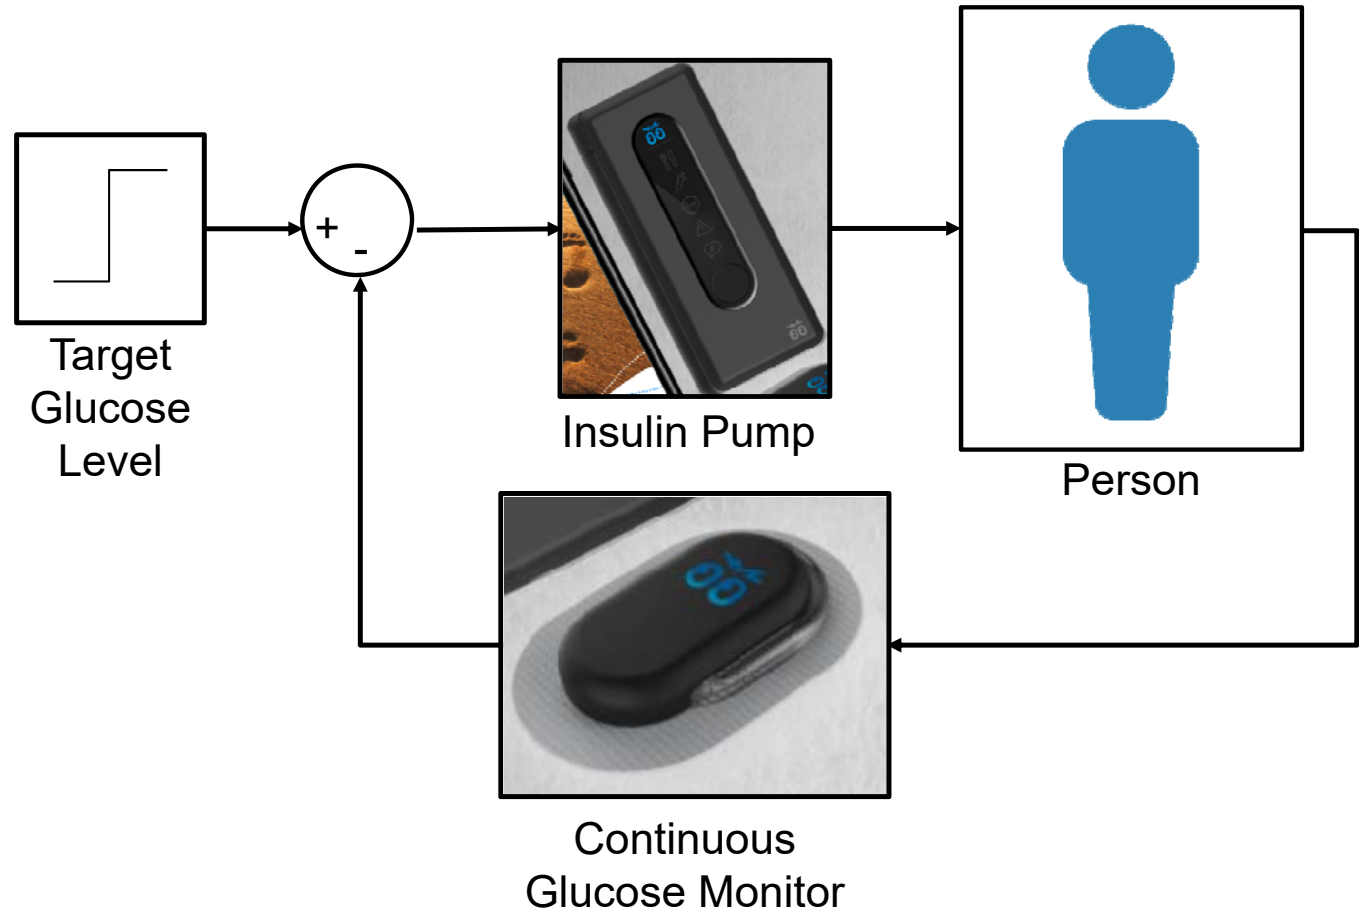 Target
Glucose
Level
+
-
Insulin Pump
Person
Continuous
Glucose Monitor